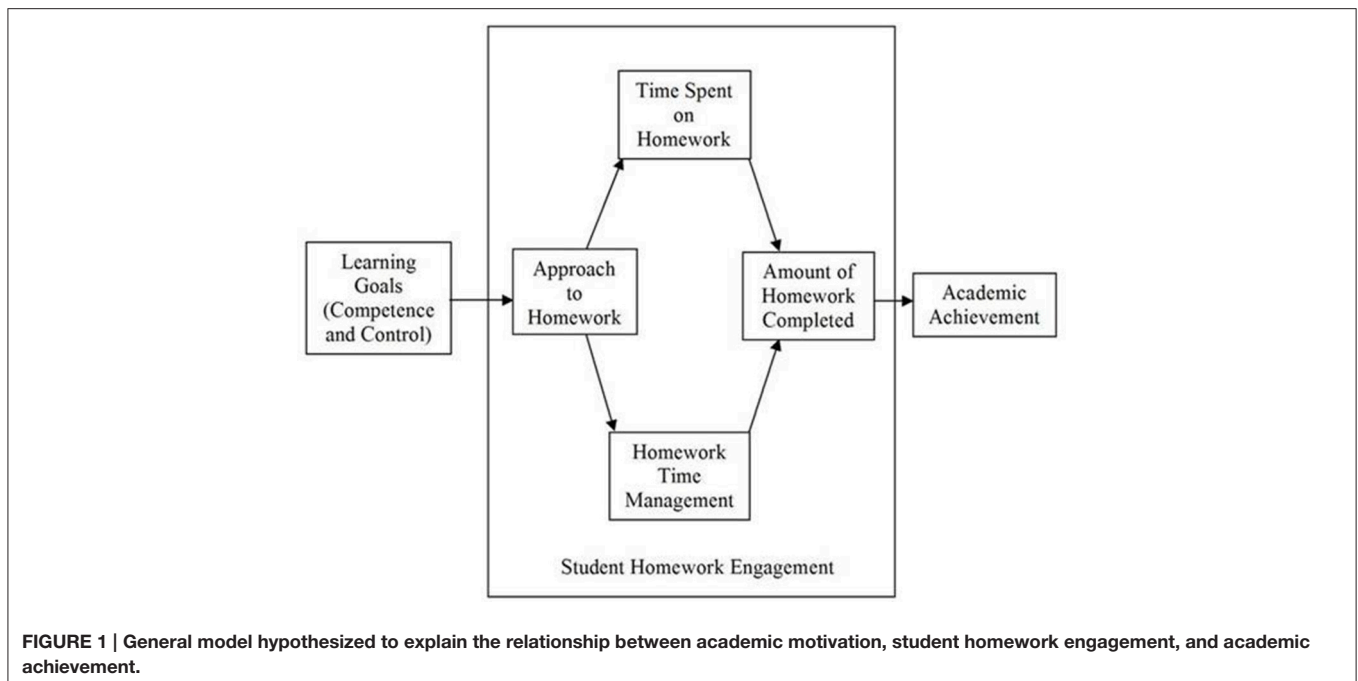 Time Spent
on
Homework
Learning
Goals
(Competence
and Control)
Approach
to
Homework
Amount of
Homework
Completed
Academic
Achievement
Homework
Time
Management
Student Homework Engagement
FIGURE 1 | General model hypothesized to explain the relationship between academic motivation, student homework engagement, and academic
achievement.